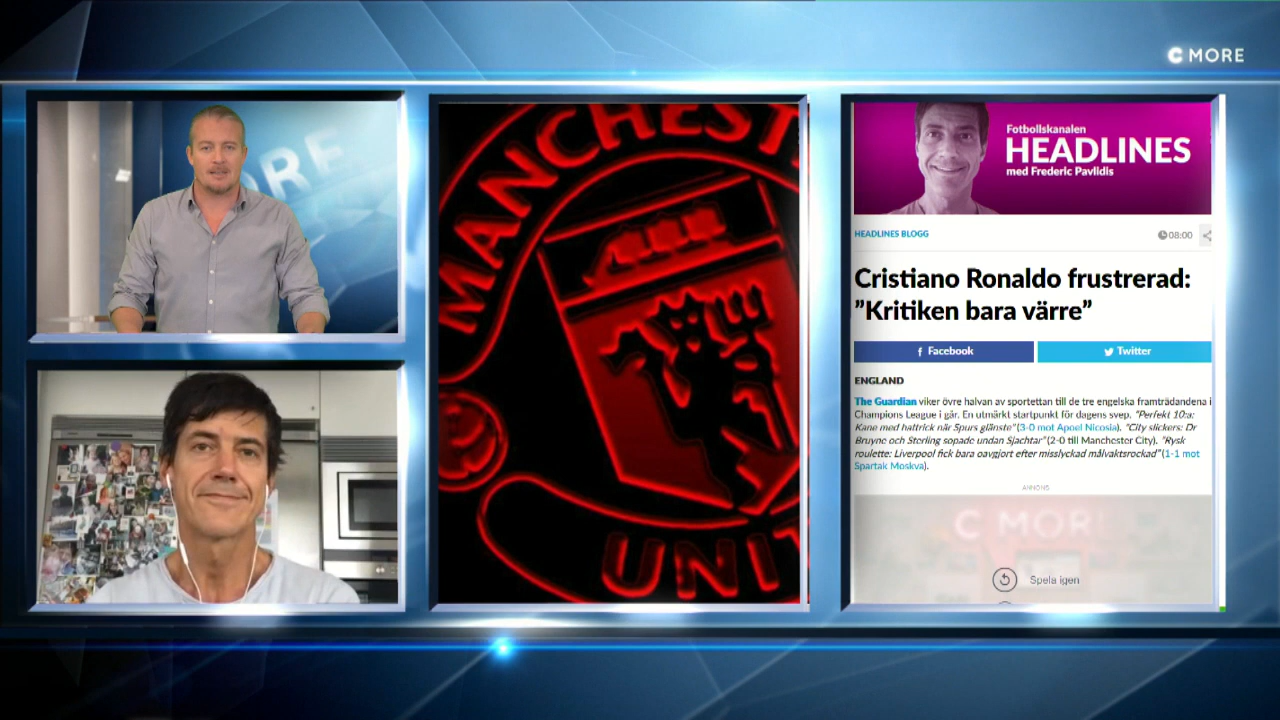 C MORE
ORE
MANCHEST
UNIT
Fotbollskanalen
HEADLINES
med Frederic Pavlidis
HEADLINES BLOGG
08:00
Cristiano Ronaldo frustrerad:
”Kritiken bara värre”
Facebook
Twitter
ENGLAND
The Guardian viker övre halvan av sportettan till de tre engelska framträdandena i
Champions League i går. En utmärkt startpunkt för dagens svep. "Perfekt 10:a:
Kane med hattrick när Spurs glänste" (3-0 mot Apoel Nicosia). "City slickers: Dr
Bruyne och Sterling sopade undan Sjachtar" (2-0 till Manchester City). "Rysk
roulette: Liverpool fick bara oavgjort efter misslyckad målvaktsrockad" (1-1 mot
Spartak Moskva).
ANNONS
C MOR
Spela igen